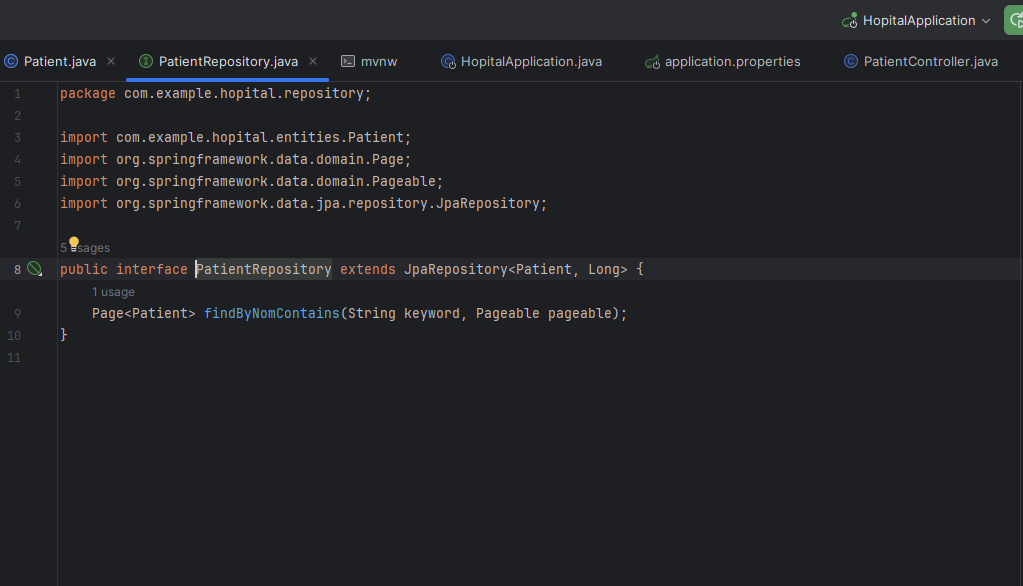 HopitalApplication
Patient.java PatientRepository.java mvnw HopitalApplication.java application.properties PatientController.java
1 package com.example.hopital.repository;
2
3 import com.example.hopital.entities.Patient;
4 import org.springframework.data.domain.Page;
5 import org.springframework.data.domain.Pageable;
6 import org.springframework.data.jpa.repository.JpaRepository;
7
5 usages
8 public interface PatientRepository extends JpaRepository<Patient, Long> {
1 usage
9 Page<Patient> findByNomContains(String keyword, Pageable pageable);
10 }
11